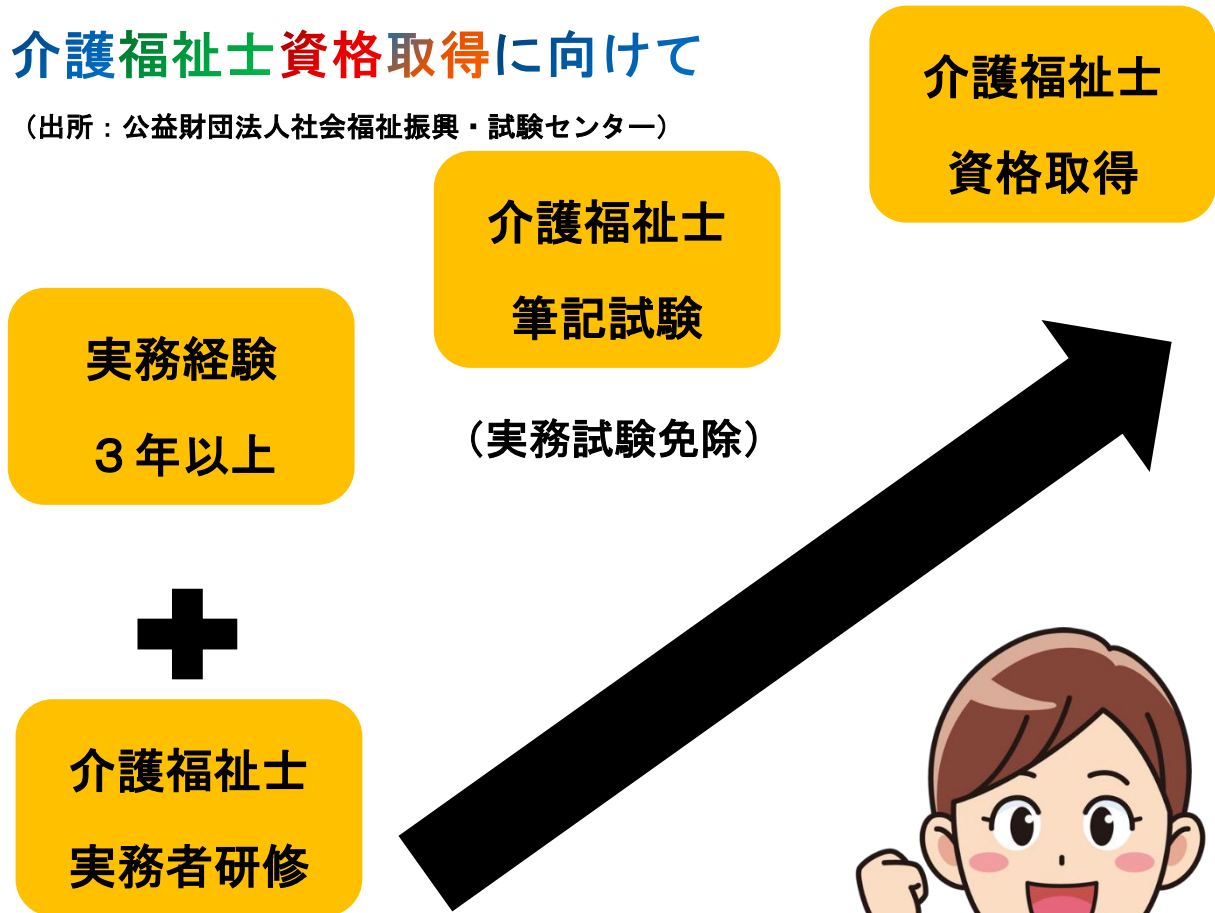 介護福祉士資格取得に向けて
（出所：公益財団法人社会福祉振興・試験センター）
介護福祉士
資格取得
介護福祉士
筆記試験
（実務試験免除）
実務経験
３年以上
介護福祉士
実務者研修